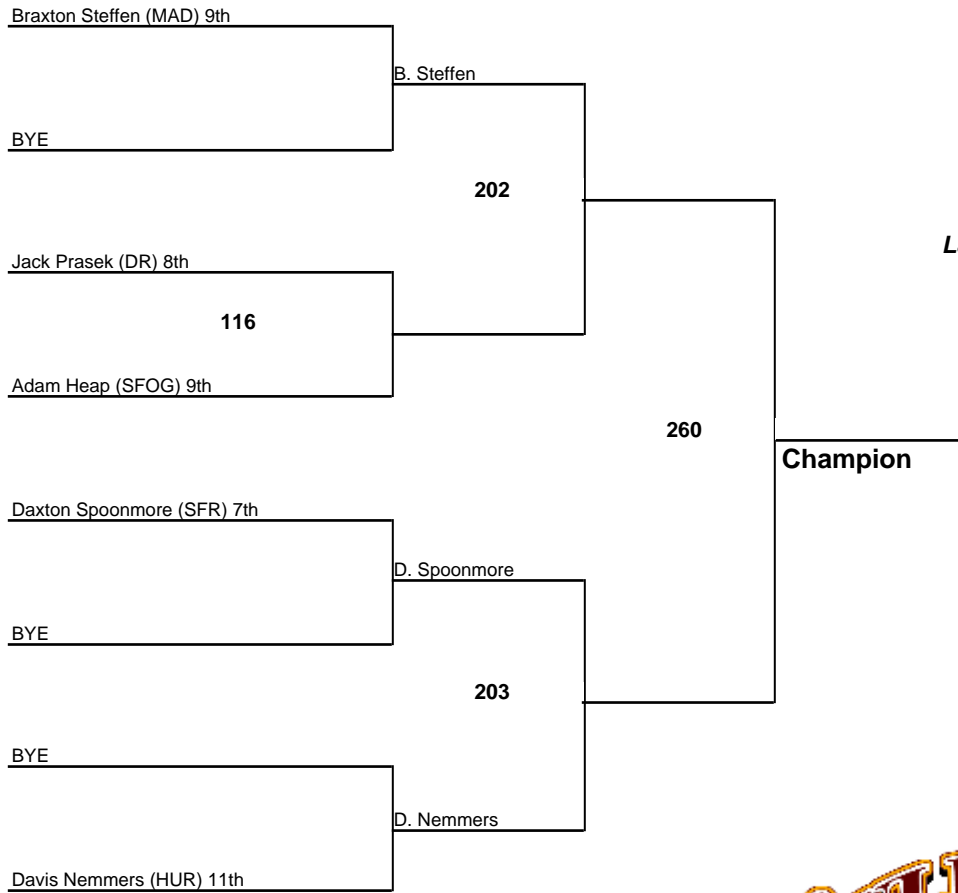 Braxton Steffen (MAD) 9th
B. Steffen
BYE
202
Jack Prasek (DR) 8th
116
Adam Heap (SFOG) 9th
260
Champion
Daxton Spoonmore (SFR) 7th
D. Spoonmore
BYE
203
BYE
D. Nemmers
Davis Nemmers (HUR) 11th